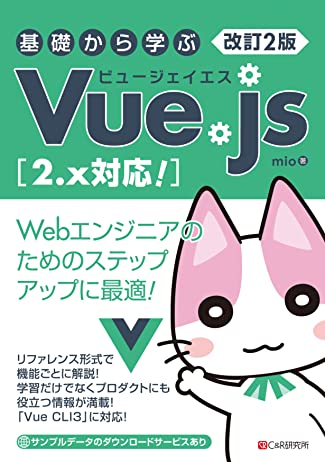 基礎から学ぶ
改訂2版
ビュージェイエス
Vue.js
mio 著
[2.x対応!]
Webエンジニアの
ためのステップ
アップに最適!
リファレンス形式で
機能ごとに解説!
学習だけでなくプロダクトにも
役立つ情報が満載!
「Vue CLI3」に対応!
サンプルデータのダウンロードサービスあり
C&R研究所